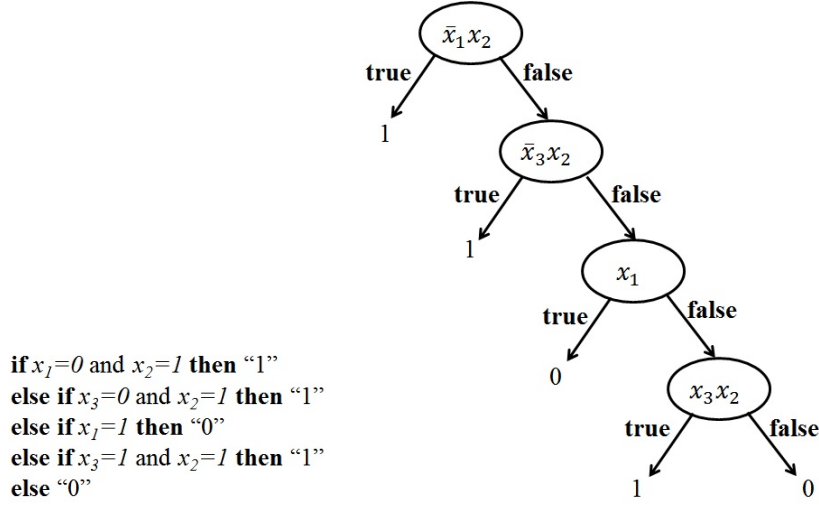 x̄₁x₂
true
false
1
x̄₃x₂
true
false
1
x₁
true
false
0
x₃x₂
true
false
1
0
if x₁=0 and x₂=1 then “1”
else if x₃=0 and x₂=1 then “1”
else if x₁=1 then “0”
else if x₃=1 and x₂=1 then “1”
else “0”